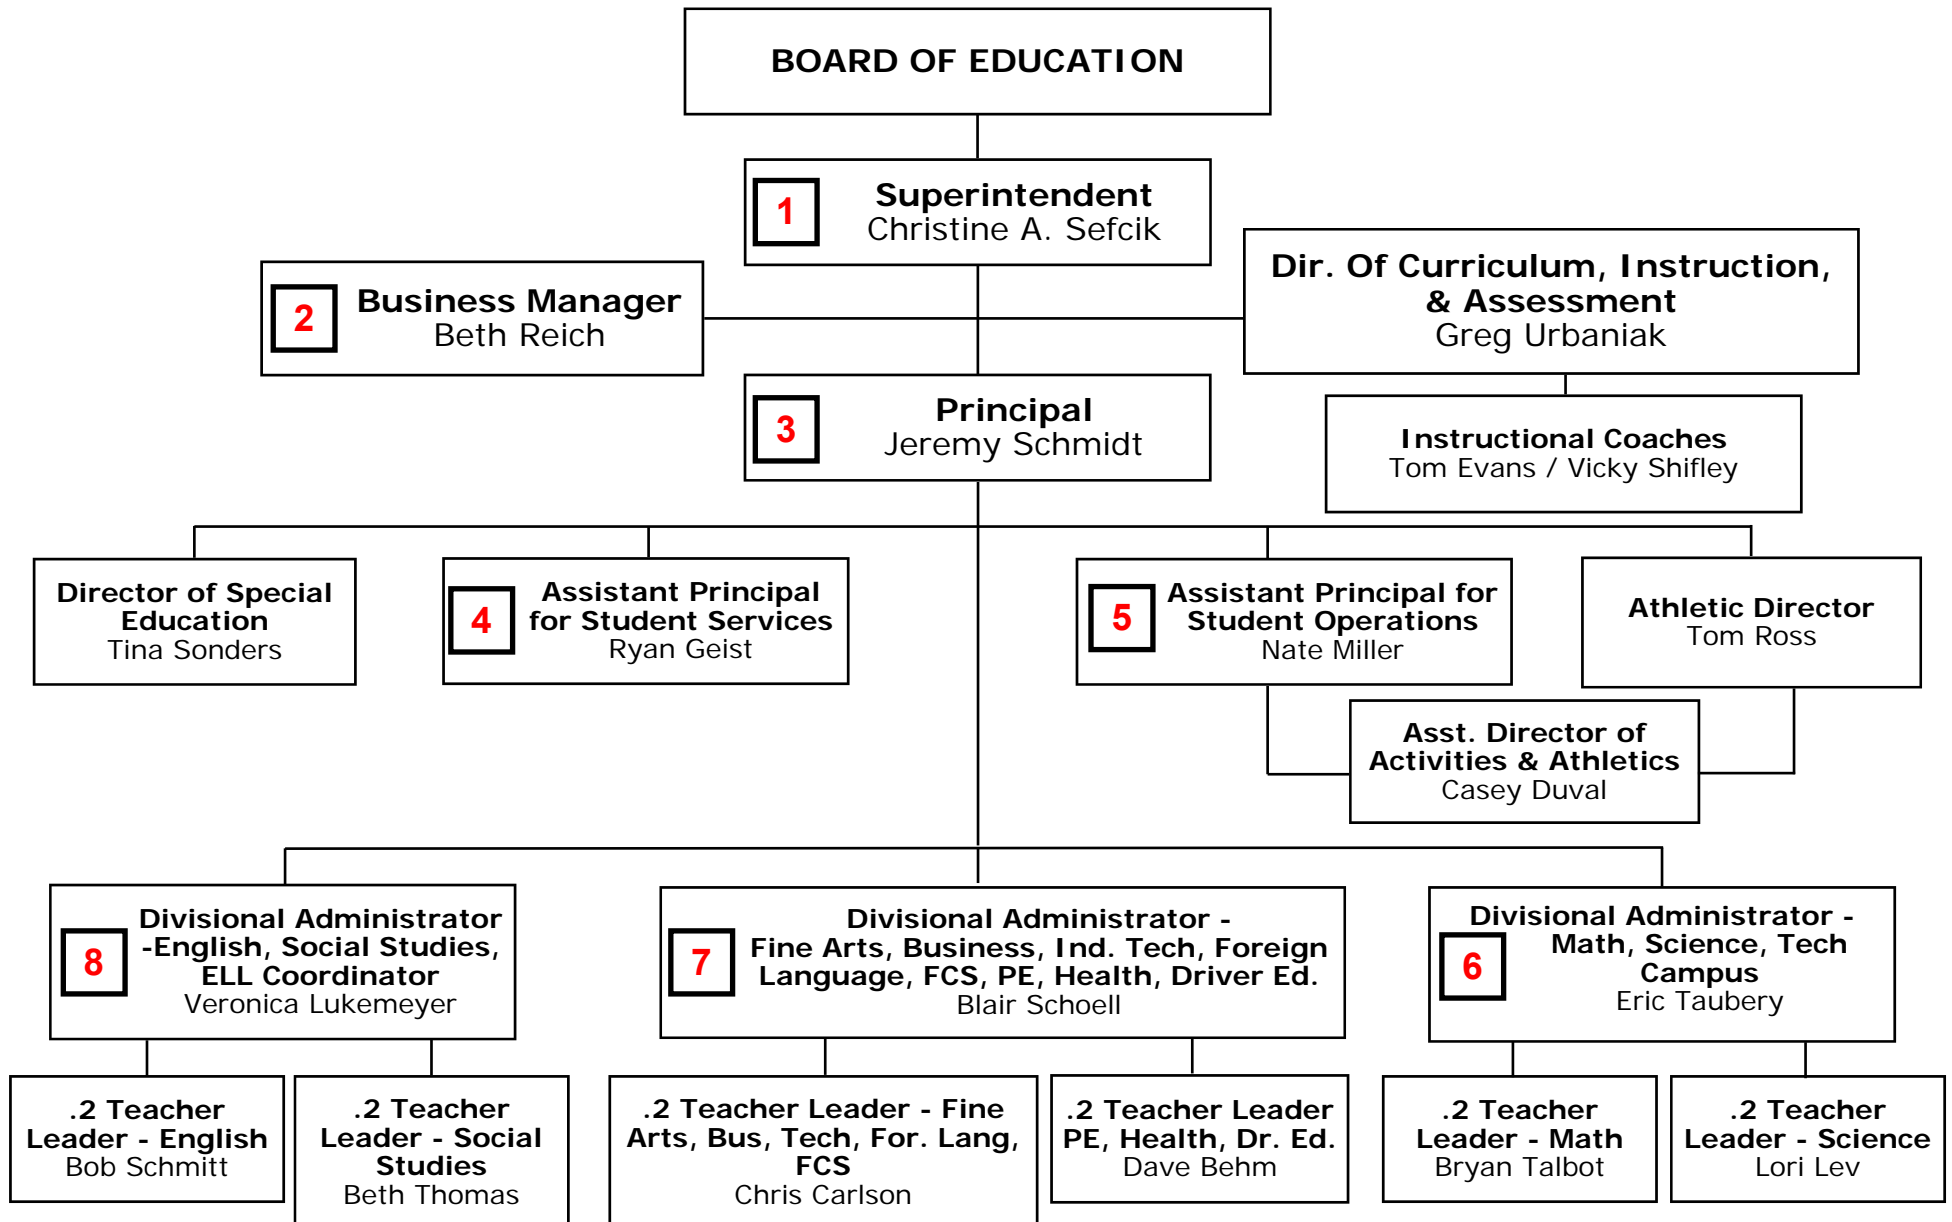 BOARD OF EDUCATION
1
Superintendent
Christine A. Sefcik
2
Business Manager
Beth Reich
Dir. Of Curriculum, Instruction,
& Assessment
Greg Urbaniak
3
Principal
Jeremy Schmidt
Instructional Coaches
Tom Evans / Vicky Shifley
Director of Special
Education
Tina Sonders
4
Assistant Principal
for Student Services
Ryan Geist
5
Assistant Principal for
Student Operations
Nate Miller
Athletic Director
Tom Ross
Asst. Director of
Activities & Athletics
Casey Duval
8
Divisional Administrator
-English, Social Studies,
ELL Coordinator
Veronica Lukemeyer
7
Divisional Administrator -
Fine Arts, Business, Ind. Tech, Foreign
Language, FCS, PE, Health, Driver Ed.
Blair Schoell
6
Divisional Administrator -
Math, Science, Tech
Campus
Eric Taubery
.2 Teacher
Leader - English
Bob Schmitt
.2 Teacher
Leader - Social
Studies
Beth Thomas
.2 Teacher Leader - Fine
Arts, Bus, Tech, For. Lang,
FCS
Chris Carlson
.2 Teacher Leader
PE, Health, Dr. Ed.
Dave Behm
.2 Teacher
Leader - Math
Bryan Talbot
.2 Teacher
Leader - Science
Lori Lev